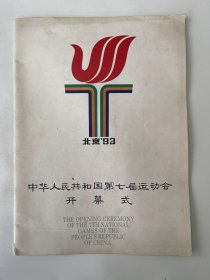 北京'93
中华人民共和国第七届运动会
开幕式
THE OPENING CEREMONY
OF THE 7TH NATIONAL
GAMES OF THE
PEOPLE'S REPUBLIC
OF CHINA